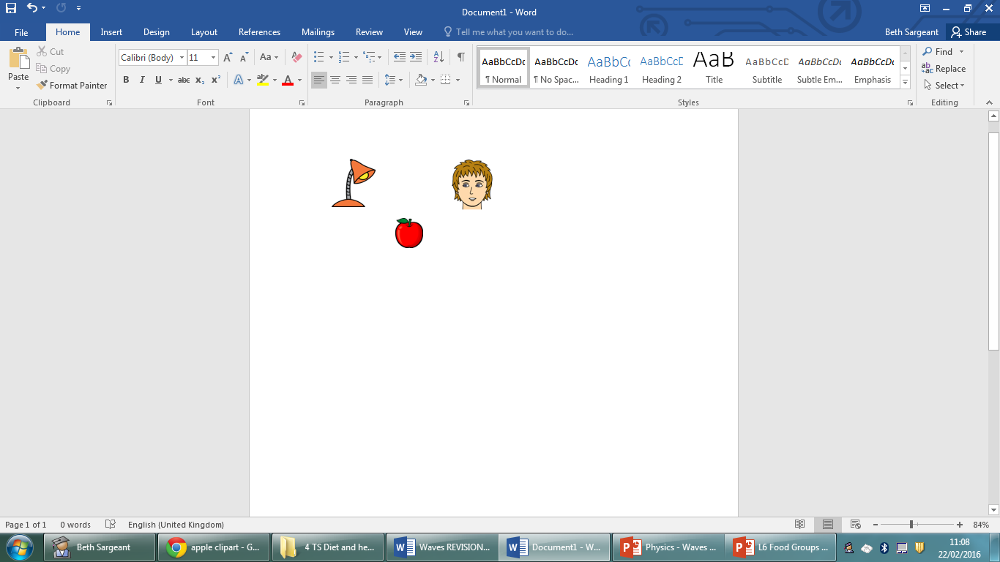 Document1 - Word
File Home Insert Design Layout References Mailings Review View Tell me what you want to do... Beth Sargeant Share
Paste
Cut
Copy
Format Painter
Clipboard
Calibri (Body) 11 Aa
B I U abc x₂ x² A aby A
Font
Paragraph
AaBbCcDc AaBbCcDc AaBbCc AaBbCcD AaB AaBbCcD AaBbCcDc AaBbCcDc
¶ Normal ¶ No Spac... Heading 1 Heading 2 Title Subtitle Subtle Em... Emphasis
Styles
Find
Replace
Select
Editing
Page 1 of 1 0 words English (United Kingdom) 84%
Beth Sargeant apple clipart - G... 4 TS Diet and he... Waves REVISION... Document1 - W... Physics - Waves ... L6 Food Groups ... 11:08
22/02/2016